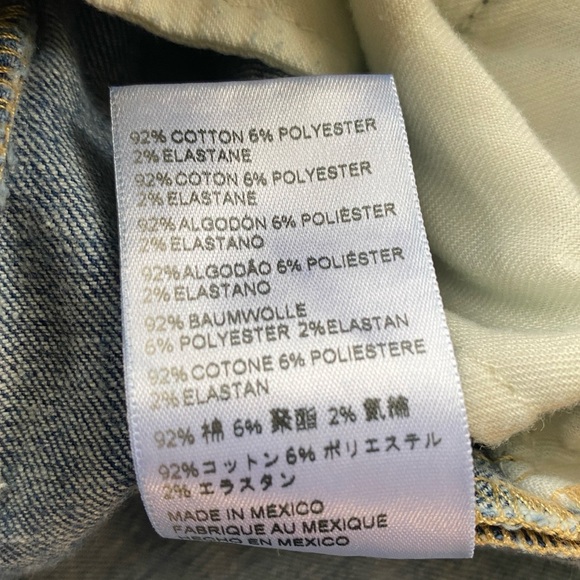 92% COTTON 6% POLYESTER
2% ELASTANE
92% COTON 6% POLYESTER
2% ELASTANE
92% ALGODÓN 6% POLIÉSTER
2% ELASTANO
92% ALGODÃO 6% POLIÉSTER
2% ELASTANO
92% BAUMWOLLE
6% POLYESTER 2% ELASTAN
92% COTONE 6% POLIESTERE
2% ELASTAN
92% 棉 6% 聚酯 2% 氨綸
92% コットン 6% ポリエステル
2% エラスタン
MADE IN MÉXICO
FABRIQUE AU MEXIQUE
HECHO EN MÉXICO